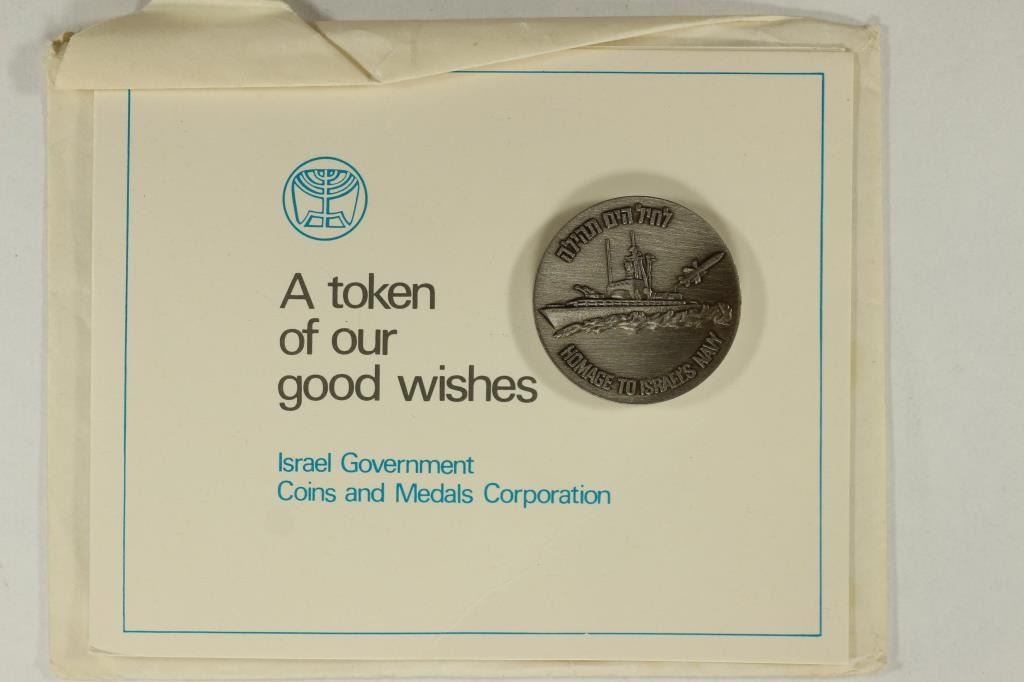 A token
of our
good wishes
Israel Government
Coins and Medals Corporation
לחיל הים תהילה
HOMAGE TO ISRAEL'S NAVY